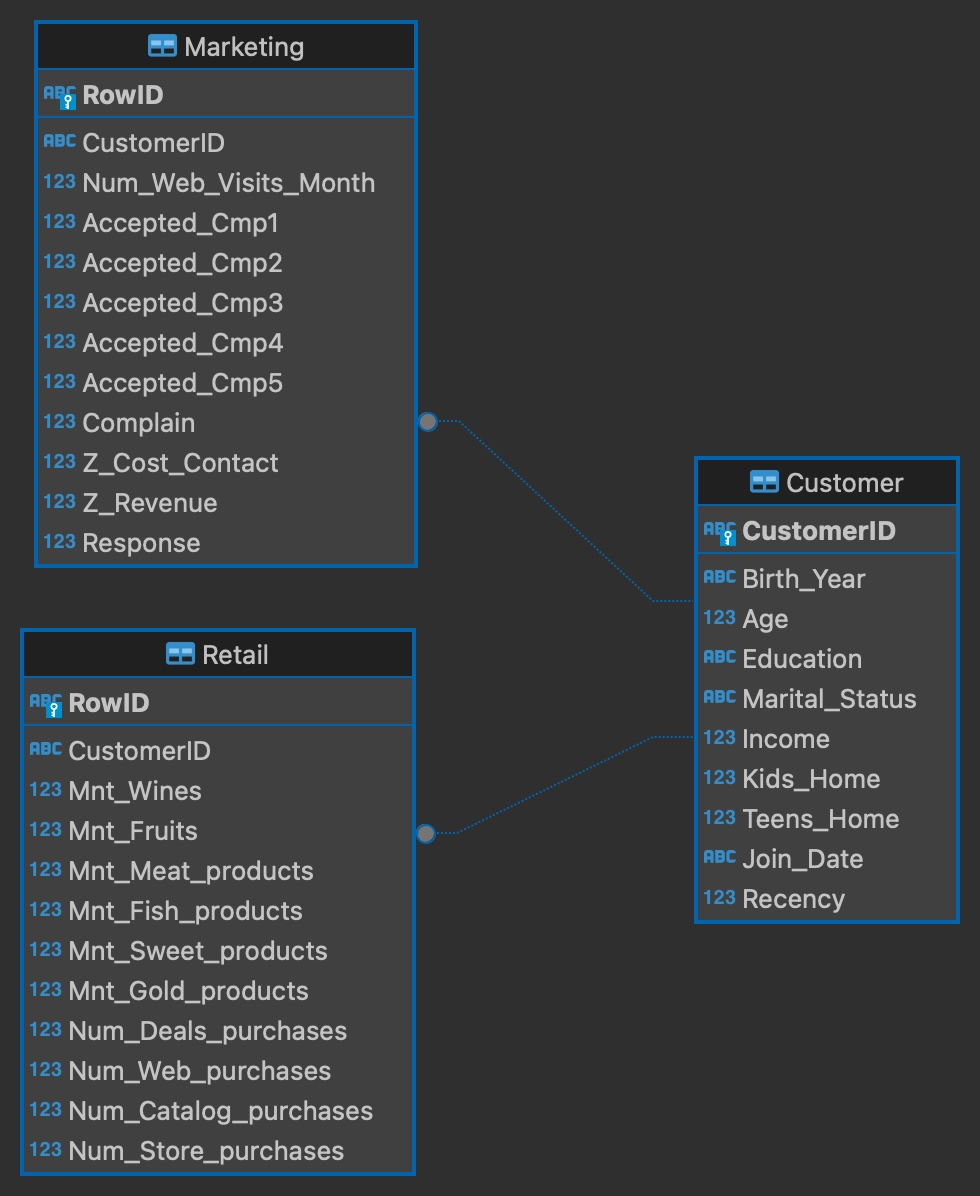 Marketing
ABC RowID
ABC CustomerID
123 Num_Web_Visits_Month
123 Accepted_Cmp1
123 Accepted_Cmp2
123 Accepted_Cmp3
123 Accepted_Cmp4
123 Accepted_Cmp5
123 Complain
123 Z_Cost_Contact
123 Z_Revenue
123 Response
Retail
ABC RowID
ABC CustomerID
123 Mnt_Wines
123 Mnt_Fruits
123 Mnt_Meat_products
123 Mnt_Fish_products
123 Mnt_Sweet_products
123 Mnt_Gold_products
123 Num_Deals_purchases
123 Num_Web_purchases
123 Num_Catalog_purchases
123 Num_Store_purchases
Customer
ABC CustomerID
ABC Birth_Year
123 Age
ABC Education
ABC Marital_Status
123 Income
123 Kids_Home
123 Teens_Home
ABC Join_Date
123 Recency